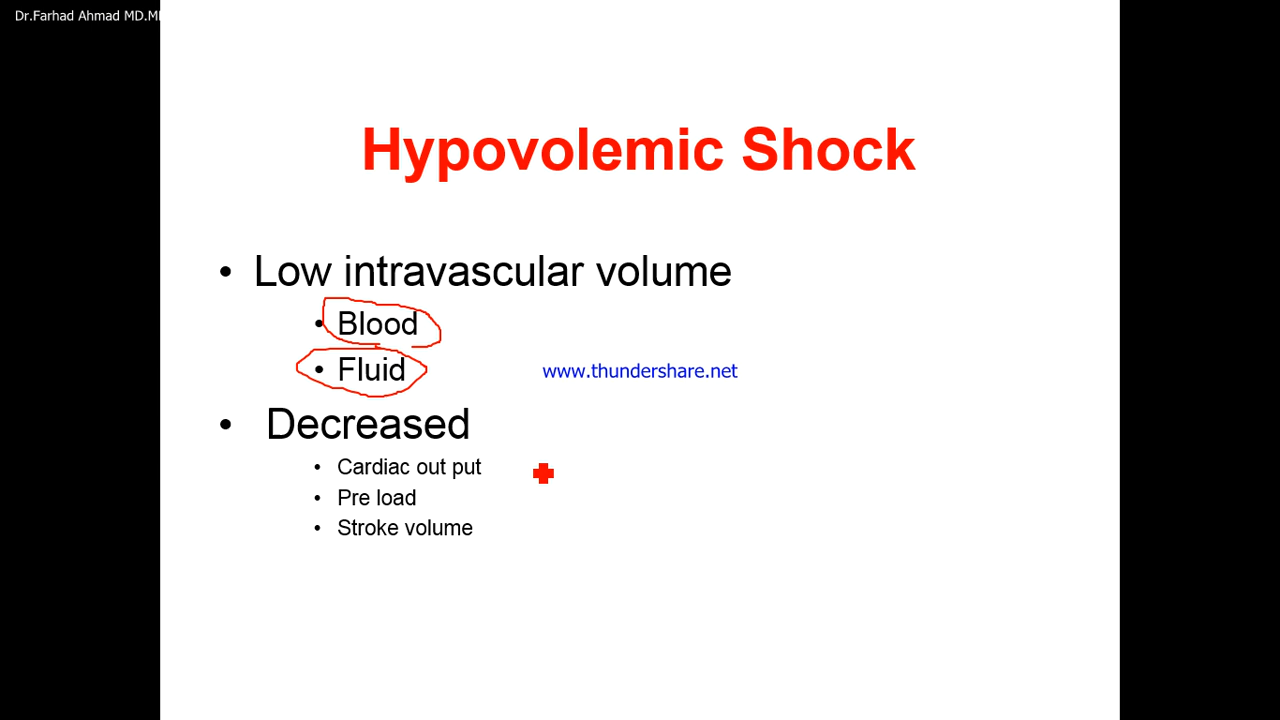 Dr.Farhad Ahmad MD.M
Hypovolemic Shock
• Low intravascular volume
• Blood
• Fluid
www.thundershare.net
• Decreased
• Cardiac out put
• Pre load
• Stroke volume